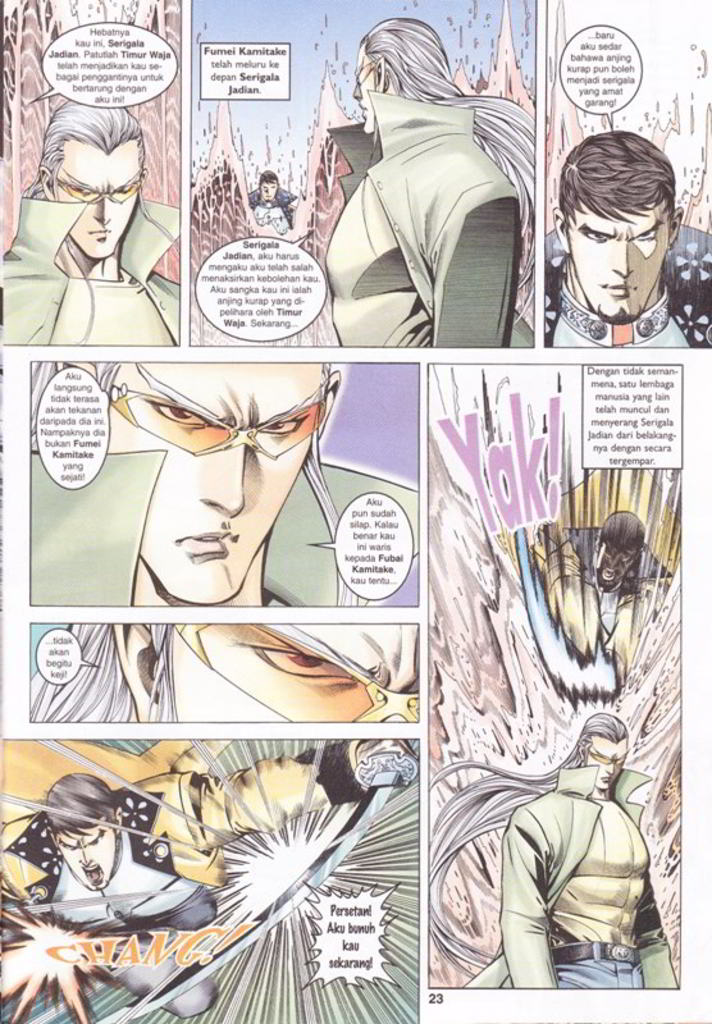 Hebatnya
kau ini, Serigala
Jadian. Patutlah Timur Waja
telah menjadikan kau se-
bagai penggantinya untuk
bertarung dengan
aku ini!
Fumei Kamitake
telah meluru ke
depan Serigala
Jadian.
Serigala
Jadian, aku harus
mengaku aku telah salah
menaksirkan kebolehan kau.
Aku sangka kau ini ialah
anjing kurap yang di-
pelihara oleh Timur
Waja. Sekarang...
...baru
aku sedar
bahawa anjing
kurap pun boleh
menjadi serigala
yang amat
garang!
Aku
langsung
tidak terasa
akan tekanan
daripada dia ini.
Nampaknya dia
bukan Fumei
Kamitake
yang
sejati!
Aku
pun sudah
silap. Kalau
benar kau
ini waris
kepada Fubai
Kamitake,
kau tentu...
...tidak
akan
begitu
keji!
Dengan tidak seman-
mena, satu lembaga
manusia yang lain
telah muncul dan
menyerang Serigala
Jadian dari belakang-
nya dengan secara
tergempar.
Yak!
CHANG!
Persetan!
Aku bunuh
kau
sekarang!
23